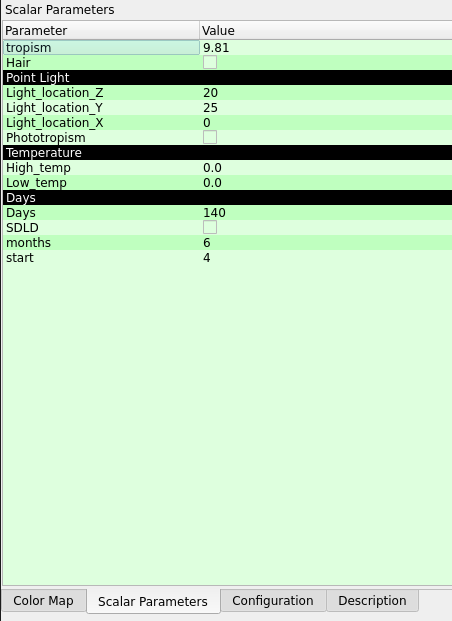 Scalar Parameters
Parameter Value
tropism 9.81
Hair
Point Light
Light_location_Z 20
Light_location_Y 25
Light_location_X 0
Phototropism
Temperature
High_temp 0.0
Low_temp 0.0
Days
Days 140
SDLD
months 6
start 4
Color Map Scalar Parameters Configuration Description